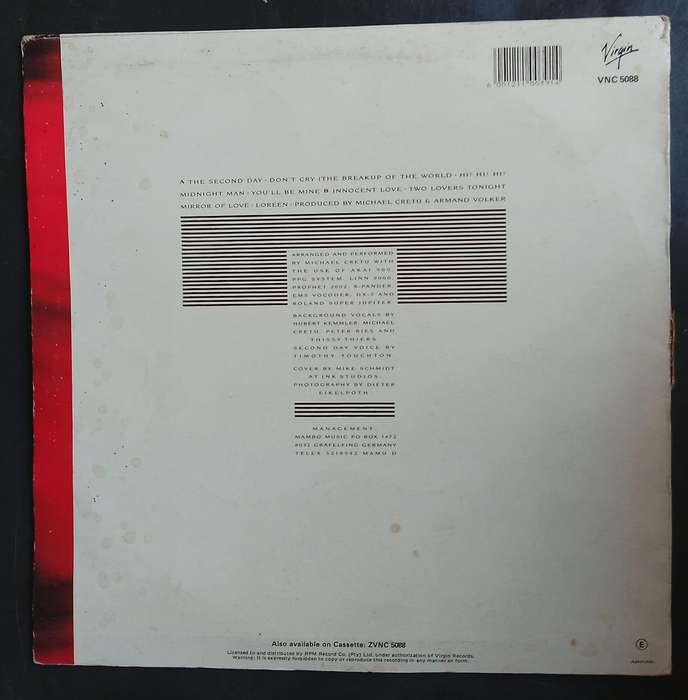 Virgin
VNC 5088
6 001211 005914
A THE SECOND DAY · DON'T CRY (THE BREAKUP OF THE WORLD · HI! HI! HI!
MIDNIGHT MAN · YOU'LL BE MINE B INNOCENT LOVE · TWO LOVERS TONIGHT
MIRROR OF LOVE · LOREEN · PRODUCED BY MICHAEL CRETU & ARMAND VOLKER
ARRANGED AND PERFORMED
BY MICHAEL CRETU WITH
THE USE OF AKAI 900,
PPG SYSTEM, LINN 9000,
PROPHET 2002, X-PANDER,
EMS VOCODER, DX-7 AND
ROLAND SUPER JUPITER
BACKGROUND VOCALS BY
HUBERT KEMMLER, MICHAEL
CRETU, PETER RIES AND
THISSY THIERS
SECOND DAY VOICE BY
TIMOTHY TOUCHTON
COVER BY MIKE SCHMIDT
AT INK STUDIOS
PHOTOGRAPHY BY DIETER
EIKELPOTH
MANAGEMENT:
MAMBO MUSIC PO BOX 1472
8032 GRÄFELFING GERMANY
TELEX 5218542 MAMU D
Also available on Cassette: ZVNC 5088
Licensed to and distributed by RPM Record Co. (Pty) Ltd. under authorization of Virgin Records.
Warning: It is expressly forbidden to copy or reproduce this recording in any manner or form.
E